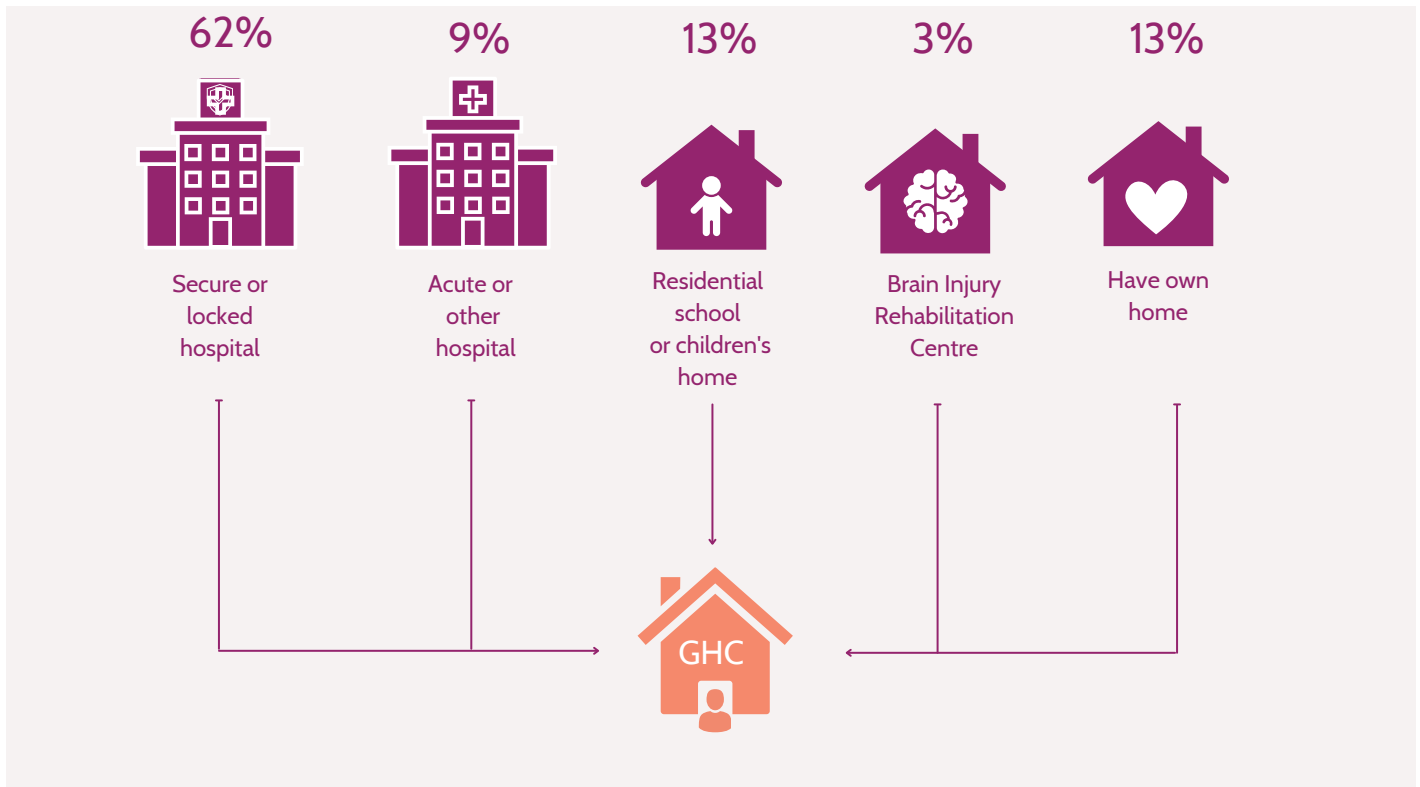 62%
9%
13%
3%
13%
Secure or
locked
hospital
Acute or
other
hospital
Residential
school
or children's
home
Brain Injury
Rehabilitation
Centre
Have own
home
GHC